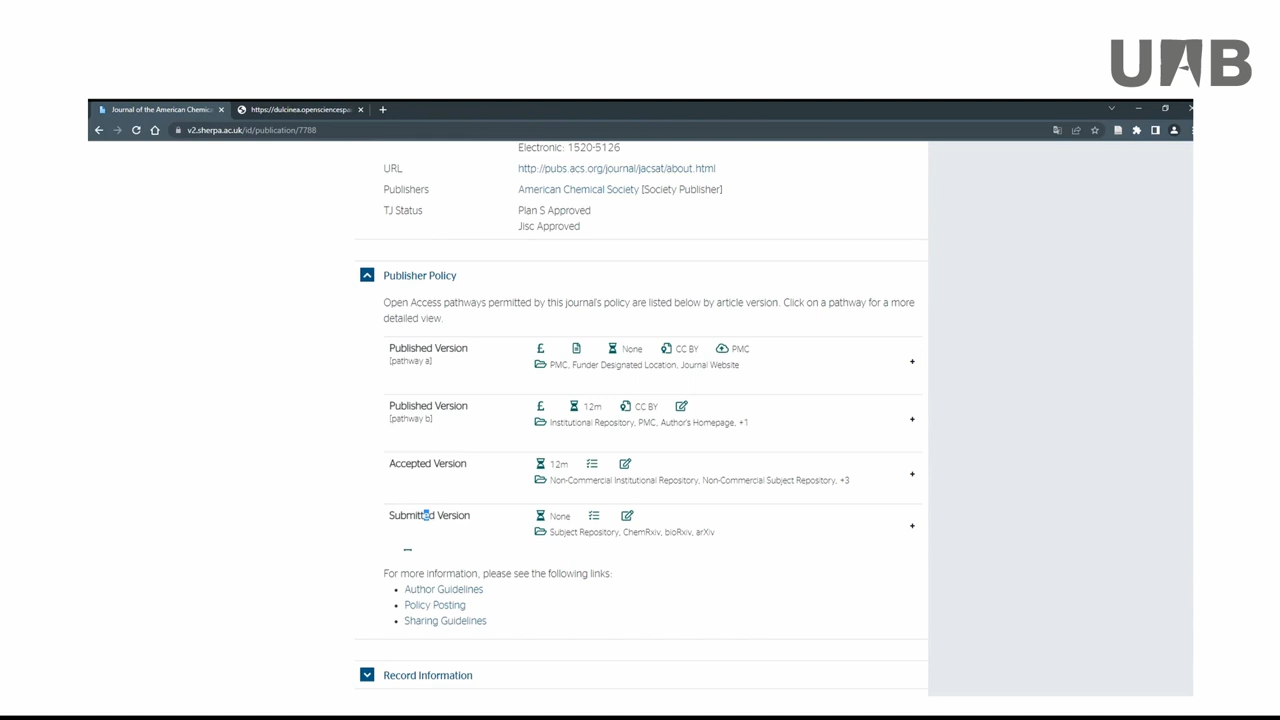 UAB
Journal of the American Chemic
https://dulcinea.opensciencespa
v2.sherpa.ac.uk/id/publication/7788
Electronic: 1520-5126
URL http://pubs.acs.org/journal/jacsat/about.html
Publishers American Chemical Society [Society Publisher]
TJ Status Plan S Approved
Jisc Approved
Publisher Policy
Open Access pathways permitted by this journal's policy are listed below by article version. Click on a pathway for a more
detailed view.
Published Version £ None CC BY PMC
[pathway a] PMC, Funder Designated Location, Journal Website +
Published Version £ 12m CC BY
[pathway b] Institutional Repository, PMC, Author's Homepage, +1 +
Accepted Version 12m
Non-Commercial Institutional Repository, Non-Commercial Subject Repository, +3 +
Submitted Version None
Subject Repository, ChemRxiv, bioRxiv, arXiv +
For more information, please see the following links:
• Author Guidelines
• Policy Posting
• Sharing Guidelines
Record Information